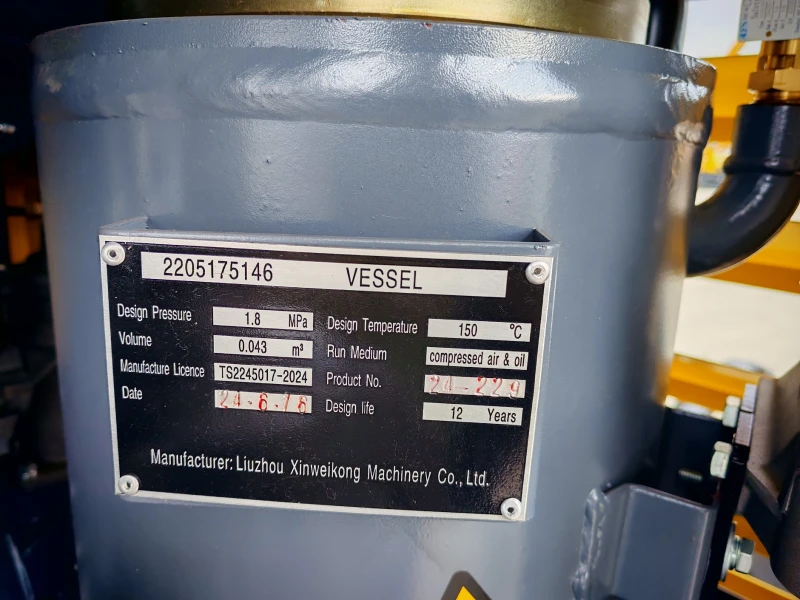 2205175146 VESSEL
Design Pressure 1.8 MPa Design Temperature 150 ℃
Volume 0.043 m³ Run Medium compressed air & oil
Manufacture Licence TS2245017-2024 Product No. 24-229
Date 24.6.18 Design life 12 Years
Manufacturer: Liuzhou Xinweikong Machinery Co., Ltd.